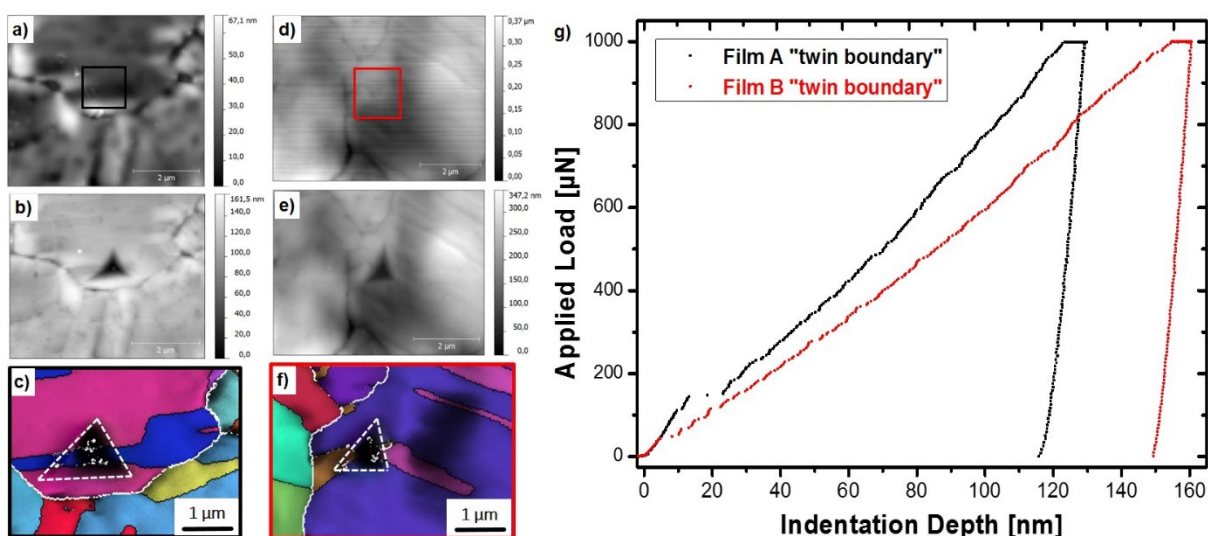 a)
67,1 nm
60,0
50,0
40,0
30,0
20,0
10,0
0,0
2 µm
b)
161,5 nm
140,0
120,0
100,0
80,0
60,0
40,0
20,0
0,0
2 µm
c)
1 µm
d)
0,37 µm
0,30
0,25
0,20
0,15
0,10
0,05
0,00
2 µm
e)
347,2 nm
300,0
250,0
200,0
150,0
100,0
50,0
0,0
2 µm
f)
1 µm
g)
Film A "twin boundary"
Film B "twin boundary"
Applied Load [µN]
1000
800
600
400
200
0
0 20 40 60 80 100 120 140 160
Indentation Depth [nm]